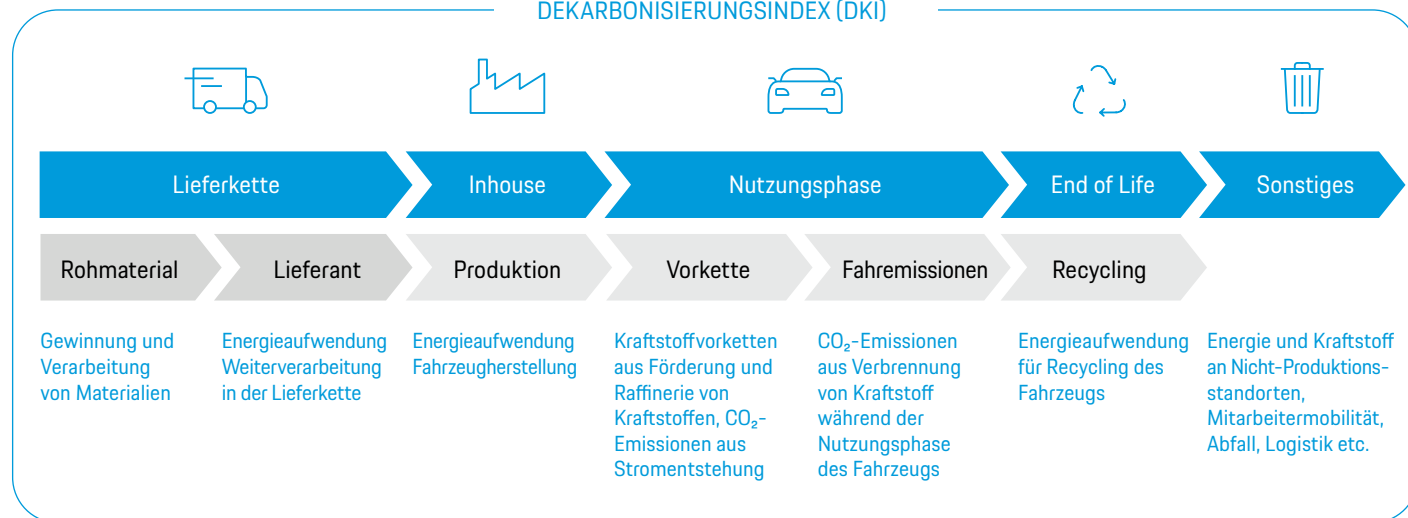 DEKARBONISIERUNGSINDEX (DKI)
Lieferkette
Inhouse
Nutzungsphase
End of Life
Sonstiges
Rohmaterial
Lieferant
Produktion
Vorkette
Fahremissionen
Recycling
Gewinnung und
Verarbeitung
von Materialien
Energieaufwendung
Weiterverarbeitung
in der Lieferkette
Energieaufwendung
Fahrzeugherstellung
Kraftstoffvorketten
aus Förderung und
Raffinerie von
Kraftstoffen, CO₂-
Emissionen aus
Stromentstehung
CO₂-Emissionen
aus Verbrennung
von Kraftstoff
während der
Nutzungsphase
des Fahrzeugs
Energieaufwendung
für Recycling des
Fahrzeugs
Energie und Kraftstoff
an Nicht-Produktions-
standorten,
Mitarbeitermobilität,
Abfall, Logistik etc.